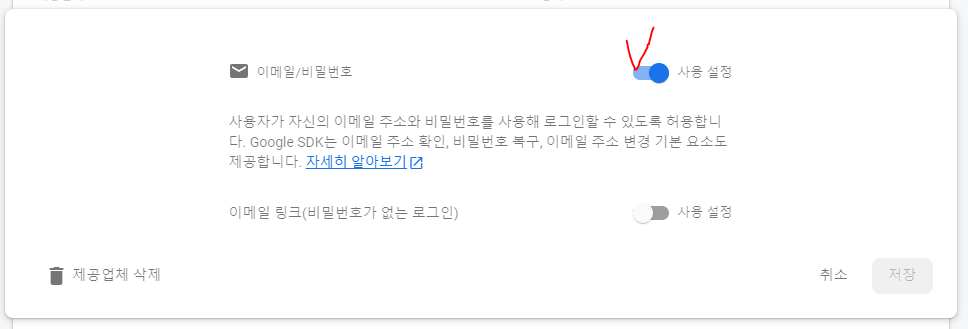 이메일/비밀번호
사용 설정
사용자가 자신의 이메일 주소와 비밀번호를 사용해 로그인할 수 있도록 허용합니
다. Google SDK는 이메일 주소 확인, 비밀번호 복구, 이메일 주소 변경 기본 요소도
제공합니다. 자세히 알아보기
이메일 링크(비밀번호가 없는 로그인)
사용 설정
제공업체 삭제
취소
저장